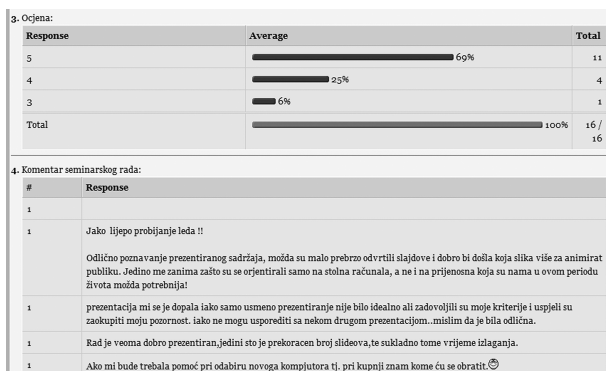 3. Ocjena:
Response Average Total
5 69% 11
4 25% 4
3 6% 1
Total 100% 16 /
16
4. Komentar seminarskog rada:
# Response
1
1 Jako lijepo probijanje leda !!
Odlično poznavanje prezentiranog sadržaja, možda su malo prebrzo odvrtili slajdove i dobro bi došla koja slika više za animirat
publiku. Jedino me zanima zašto su se orjentirali samo na stolna računala, a ne i na prijenosna koja su nama u ovom periodu
života možda potrebnija!
1 prezentacija mi se je dopala iako samo usmeno prezentiranje nije bilo idealno ali zadovoljili su moje kriterije i uspjeli su
zaokupiti moju pozornost. iako ne mogu usporediti sa nekom drugom prezentacijom..mislim da je bila odlična.
1 Rad je veoma dobro prezentiran,jedini sto je prekoracen broj slideova,te sukladno tome vrijeme izlaganja.
1 Ako mi bude trebala pomoć pri odabiru novoga kompjutora tj. pri kupnji znam kome ću se obratit.